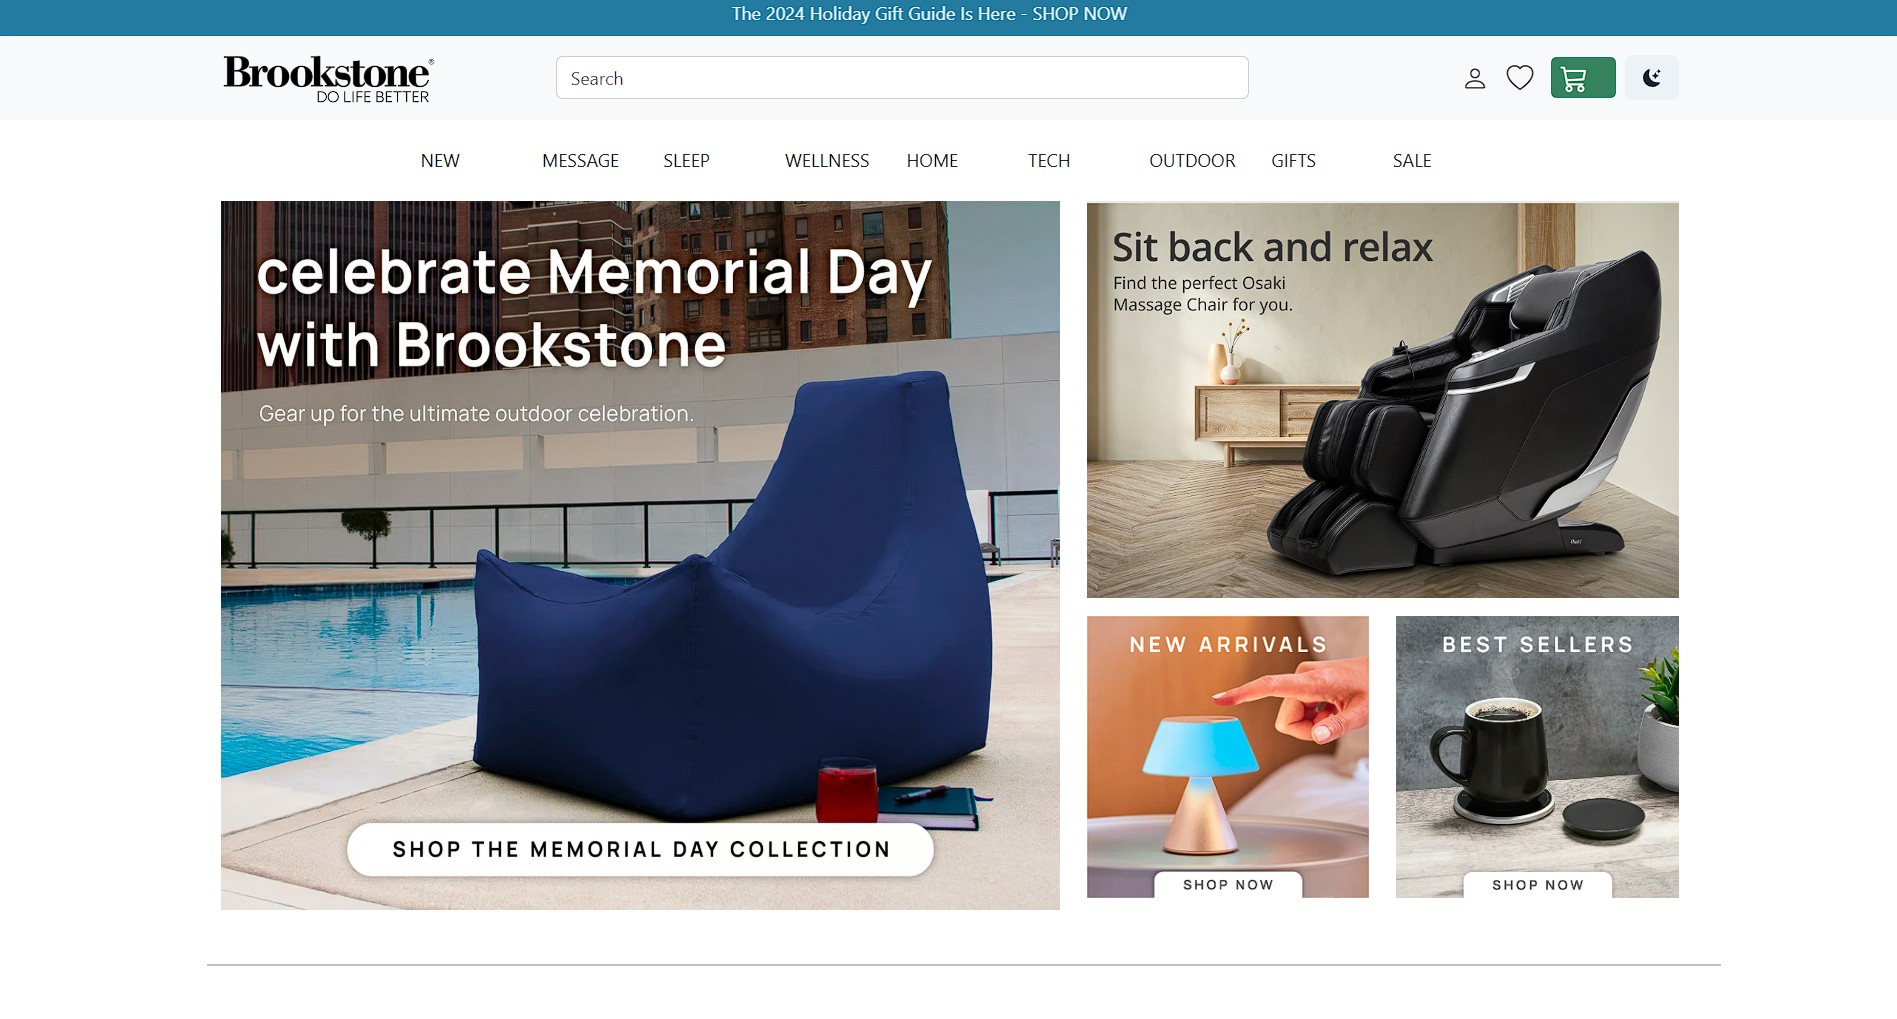 The 2024 Holiday Gift Guide Is Here - SHOP NOW
Brookstone®
DO LIFE BETTER
Search
NEW MESSAGE SLEEP WELLNESS HOME TECH OUTDOOR GIFTS SALE
celebrate Memorial Day
with Brookstone
Gear up for the ultimate outdoor celebration.
SHOP THE MEMORIAL DAY COLLECTION
Sit back and relax
Find the perfect Osaki
Massage Chair for you.
Osaki
NEW ARRIVALS
SHOP NOW
BEST SELLERS
SHOP NOW